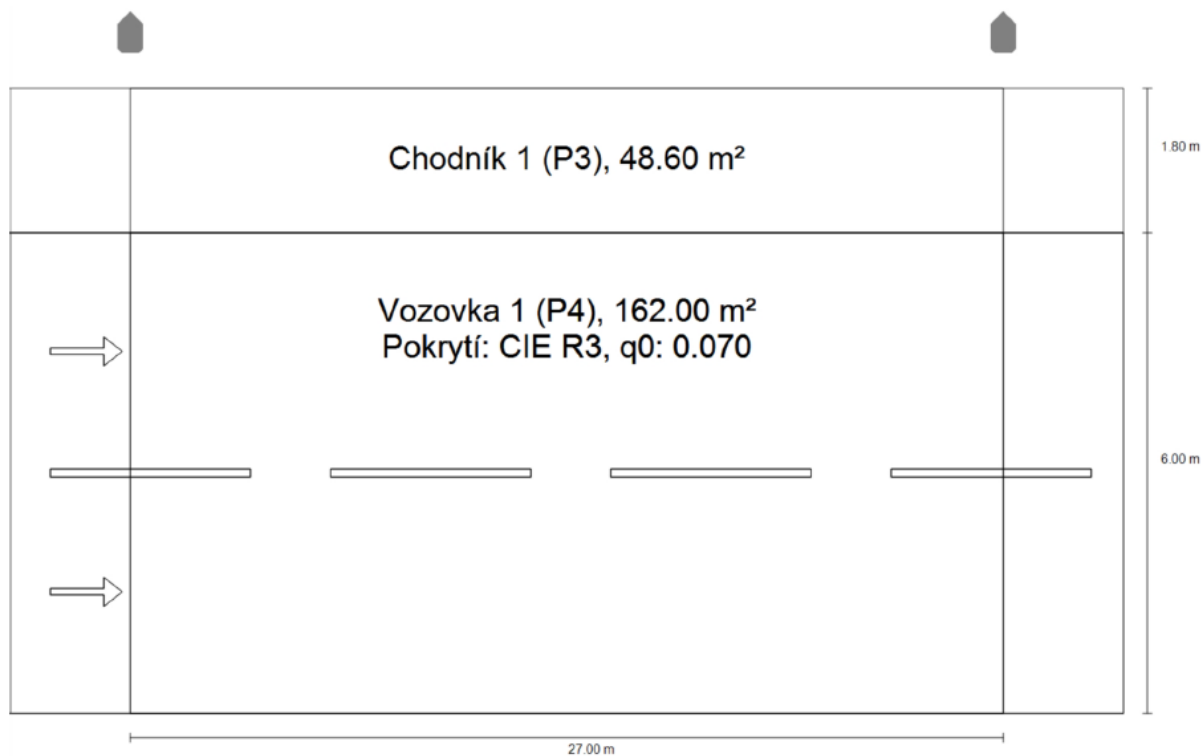 Chodník 1 (P3), 48.60 m²
1.80 m
Vozovka 1 (P4), 162.00 m²
Pokrytí: CIE R3, q0: 0.070
6.00 m
27.00 m